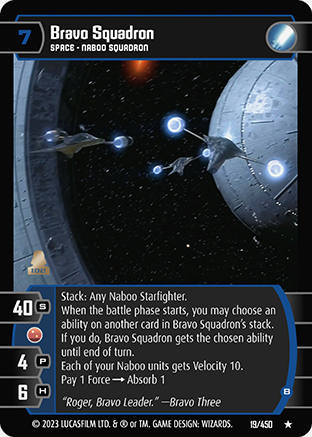 7
Bravo Squadron
SPACE - NABOO SQUADRON
40 S
4 P
6 H
Stack: Any Naboo Starfighter.
When the battle phase starts, you may choose an
ability on another card in Bravo Squadron's stack.
If you do, Bravo Squadron gets the chosen ability
until end of turn.
Each of your Naboo units gets Velocity 10.
Pay 1 Force → Absorb 1
"Roger, Bravo Leader." —Bravo Three
B
© 2023 LUCASFILM LTD. & ® or TM. GAME DESIGN: WIZARDS.
19/450